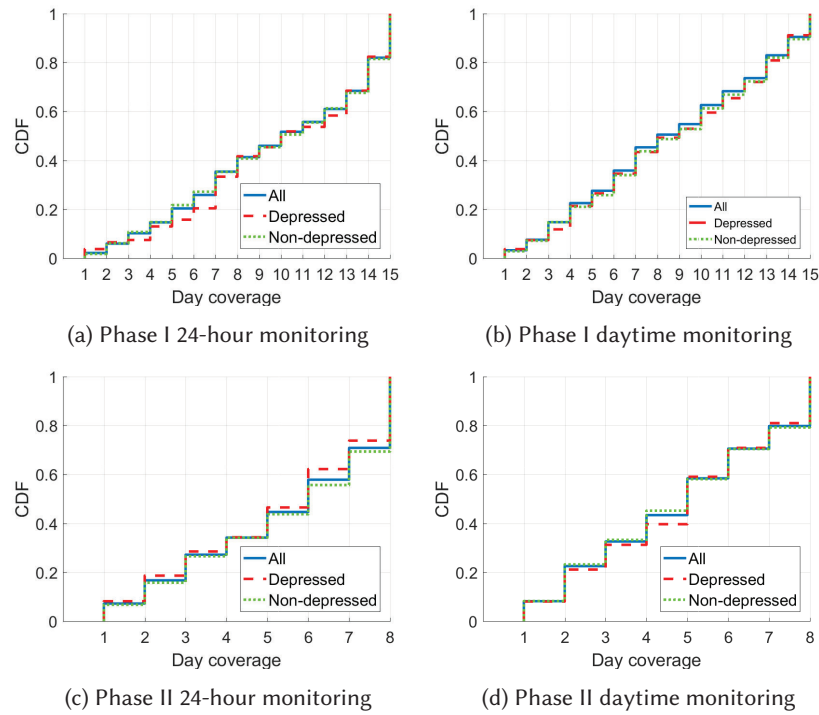 1
0.8
0.6
0.4
0.2
0
CDF
All
Depressed
Non-depressed
1 2 3 4 5 6 7 8 9 10 11 12 13 14 15
Day coverage
(a) Phase I 24-hour monitoring
1
0.8
0.6
0.4
0.2
0
CDF
All
Depressed
Non-depressed
1 2 3 4 5 6 7 8 9 10 11 12 13 14 15
Day coverage
(b) Phase I daytime monitoring
1
0.8
0.6
0.4
0.2
0
CDF
All
Depressed
Non-depressed
1 2 3 4 5 6 7 8
Day coverage
(c) Phase II 24-hour monitoring
1
0.8
0.6
0.4
0.2
0
CDF
All
Depressed
Non-depressed
1 2 3 4 5 6 7 8
Day coverage
(d) Phase II daytime monitoring